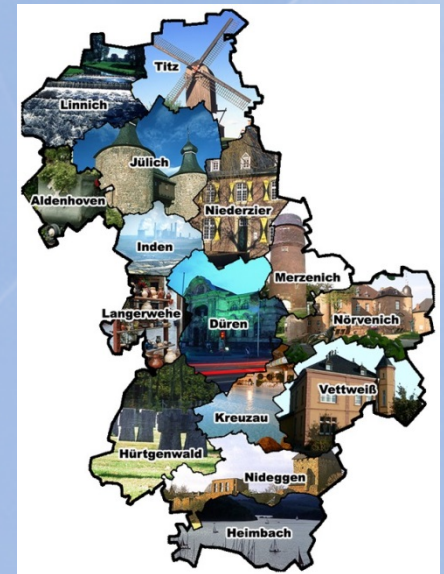 Titz
Linnich
Jülich
Aldenhoven
Niederzier
Inden
Merzenich
Langerwehe
Düren
Nörvenich
Vettweiß
Kreuzau
Hürtgenwald
Nideggen
Heimbach